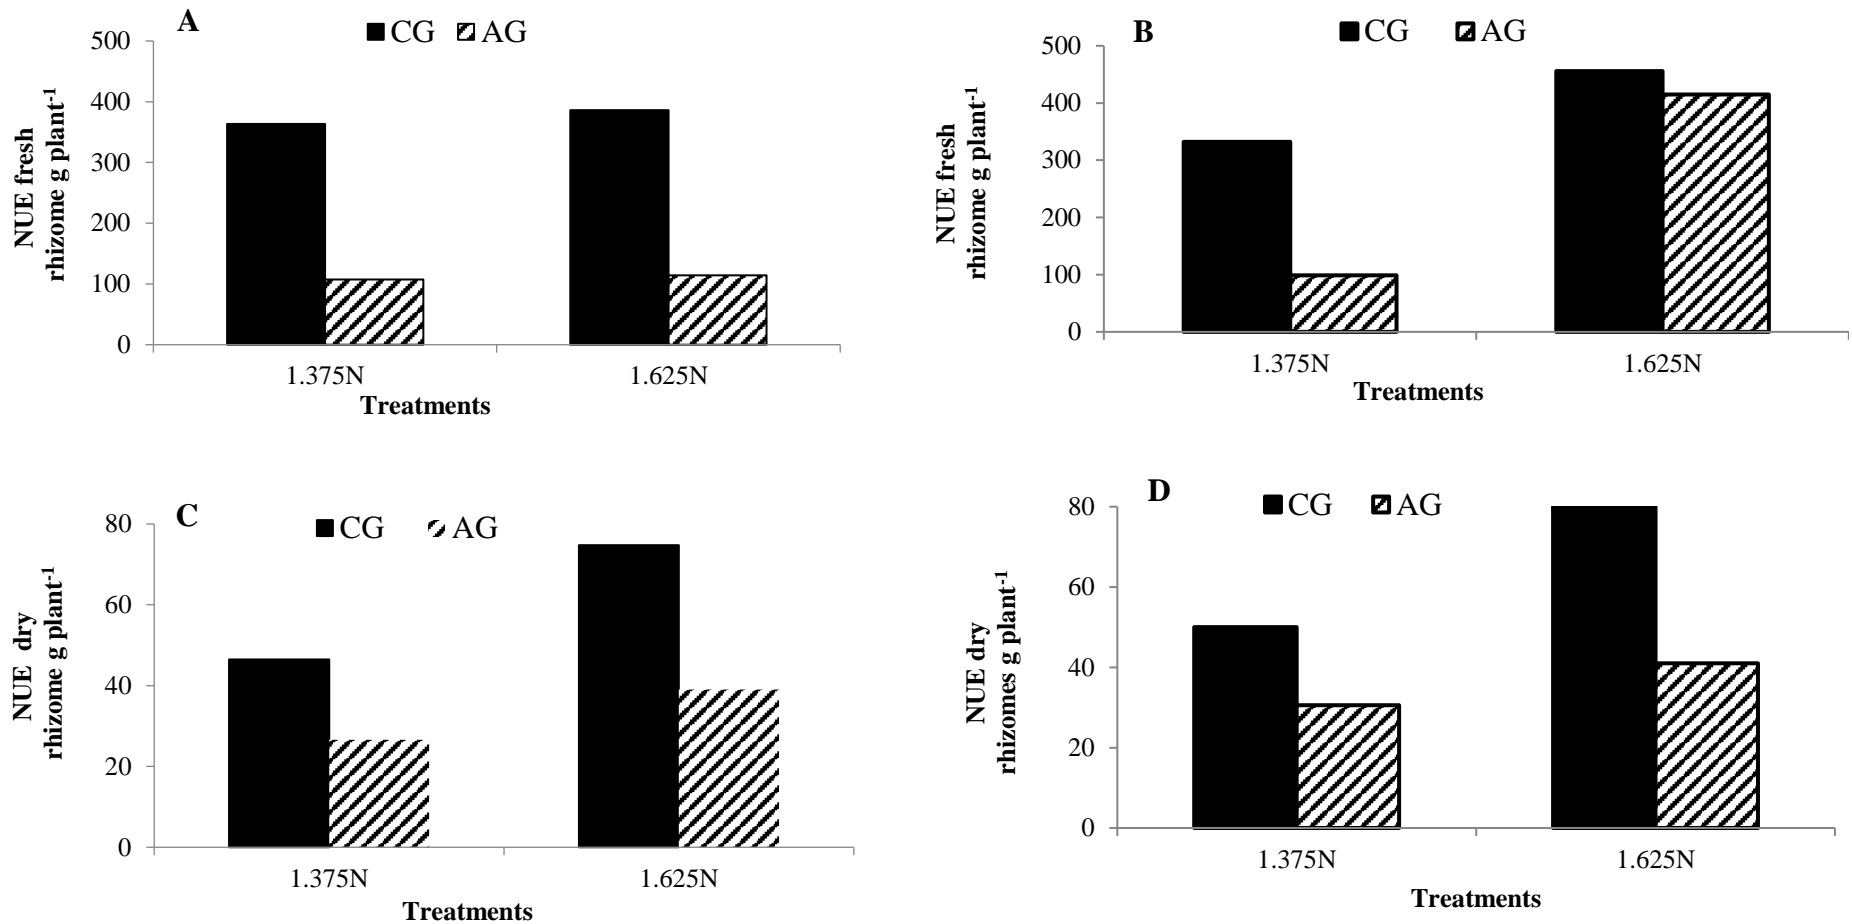 A
CG AG
500
400
300
200
100
0
NUE fresh
rhizome g plant-1
1.375N 1.625N
Treatments
B
CG AG
500
400
300
200
100
0
NUE fresh
rhizome g plant-1
1.375N 1.625N
Treatments
C
CG AG
80
60
40
20
0
NUE dry
rhizome g plant-1
1.375N 1.625N
Treatments
D
CG AG
80
60
40
20
0
NUE dry
rhizomes g plant-1
1.375N 1.625N
Treatments